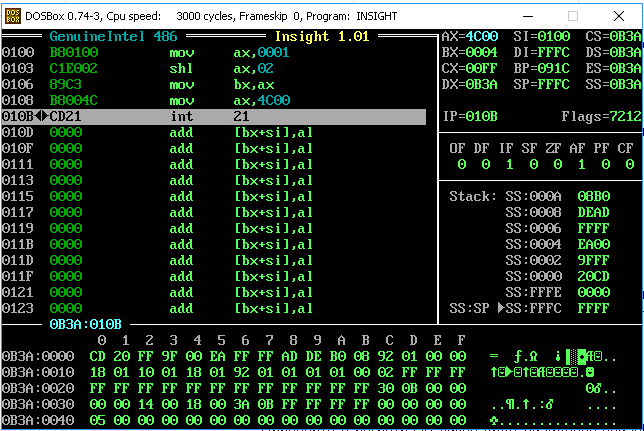 DOSBox 0.74-3, Cpu speed: 3000 cycles, Frameskip 0, Program: INSIGHT
GenuineIntel 486 Insight 1.01
0100 B80100 mov ax,0001
0103 C1E002 shl ax,02
0106 89C3 mov bx,ax
0108 B8004C mov ax,4C00
010B CD21 int 21
010D 0000 add [bx+si],al
010F 0000 add [bx+si],al
0111 0000 add [bx+si],al
0113 0000 add [bx+si],al
0115 0000 add [bx+si],al
0117 0000 add [bx+si],al
0119 0000 add [bx+si],al
011B 0000 add [bx+si],al
011D 0000 add [bx+si],al
011F 0000 add [bx+si],al
0121 0000 add [bx+si],al
0123 0000 add [bx+si],al
AX=4C00 SI=0100 CS=0B3A
BX=0004 DI=FFFC DS=0B3A
CX=00FF BP=091C ES=0B3A
DX=0B3A SP=FFFC SS=0B3A
IP=010B Flags=7212
OF DF IF SF ZF AF PF CF
0 0 1 0 0 1 0 0
Stack: SS:000A 08B0
SS:0008 DEAD
SS:0006 FFFF
SS:0004 EA00
SS:0002 9FFF
SS:0000 20CD
SS:FFFE 0000
SS:SP ►SS:FFFC FFFF
0B3A:010B
0 1 2 3 4 5 6 7 8 9 A B C D E F
0B3A:0000 CD 20 FF 9F 00 EA FF FF AD DE B0 08 92 01 00 00
0B3A:0010 18 01 10 01 18 01 92 01 01 01 01 00 02 FF FF FF
0B3A:0020 FF FF FF FF FF FF FF FF FF FF FF FF 30 0B 00 00
0B3A:0030 00 00 14 00 18 00 3A 0B FF FF FF FF 00 00 00 00
0B3A:0040 05 00 00 00 00 00 00 00 00 00 00 00 00 00 00 00